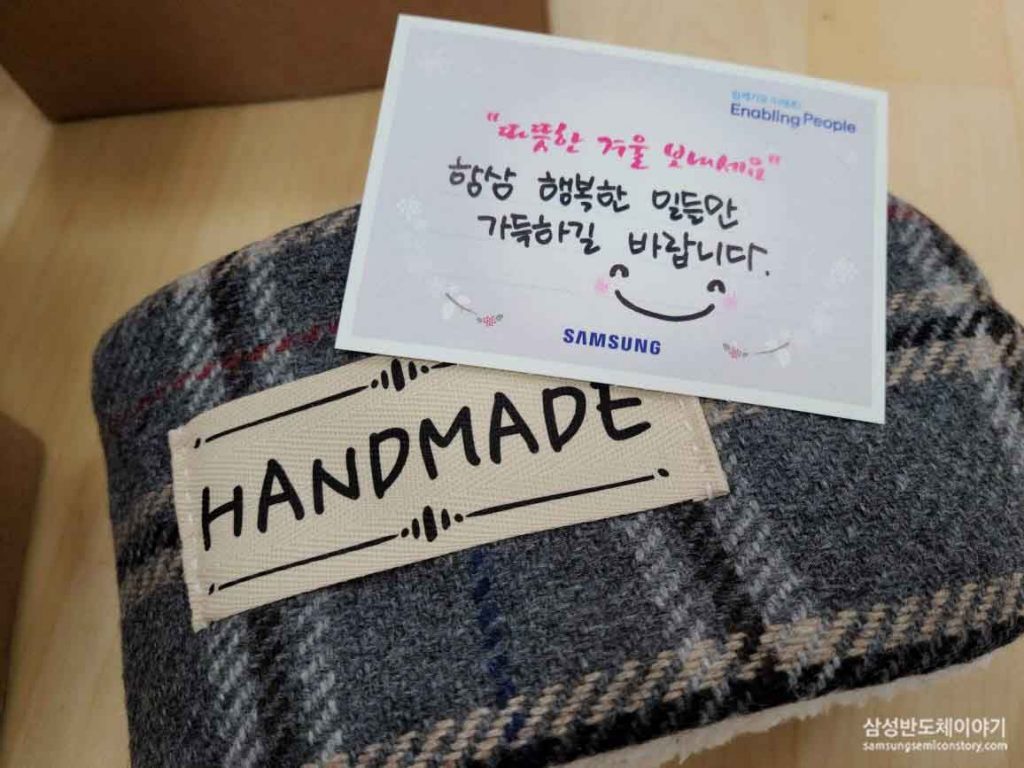 함께가요 미래로!
Enabling People
"따뜻한 겨울 보내세요"
항상 행복한 일들만
가득하길 바랍니다.
SAMSUNG
HANDMADE
삼성반도체이야기
samsungsemiconstory.com